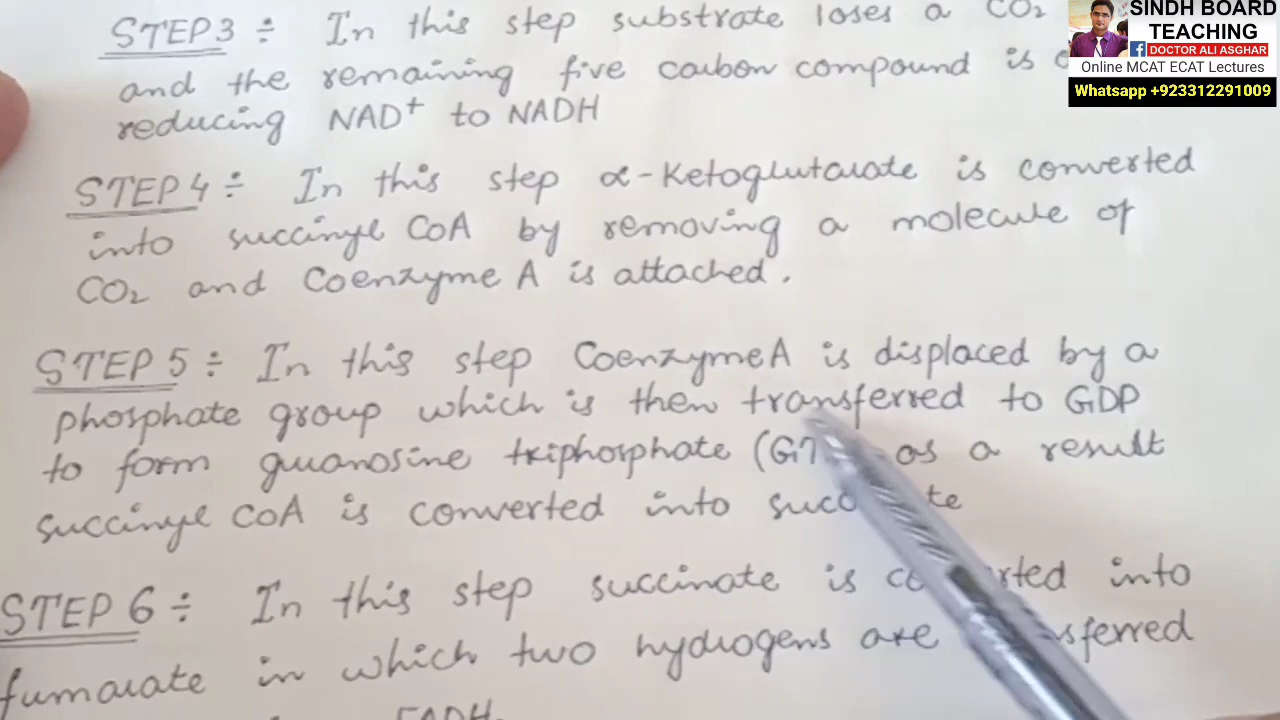 STEP 3 ÷ In this step substrate loses a CO2
and the remaining five carbon compound is
reducing NAD+ to NADH
STEP 4 ÷ In this step α-Ketoglutarate is converted
into succinyl CoA by removing a molecule of
CO2 and Coenzyme A is attached.
STEP 5 ÷ In this step Coenzyme A is displaced by a
phosphate group which is then transferred to GDP
to form guanosine triphosphate as a result
succinyl CoA is converted into
STEP 6 ÷ In this step succinate is into
fumarate in which two hydrogens are
FADH2
SINDH BOARD
TEACHING
f DOCTOR ALI ASGHAR
Online MCAT ECAT Lectures
Whatsapp +923312291009